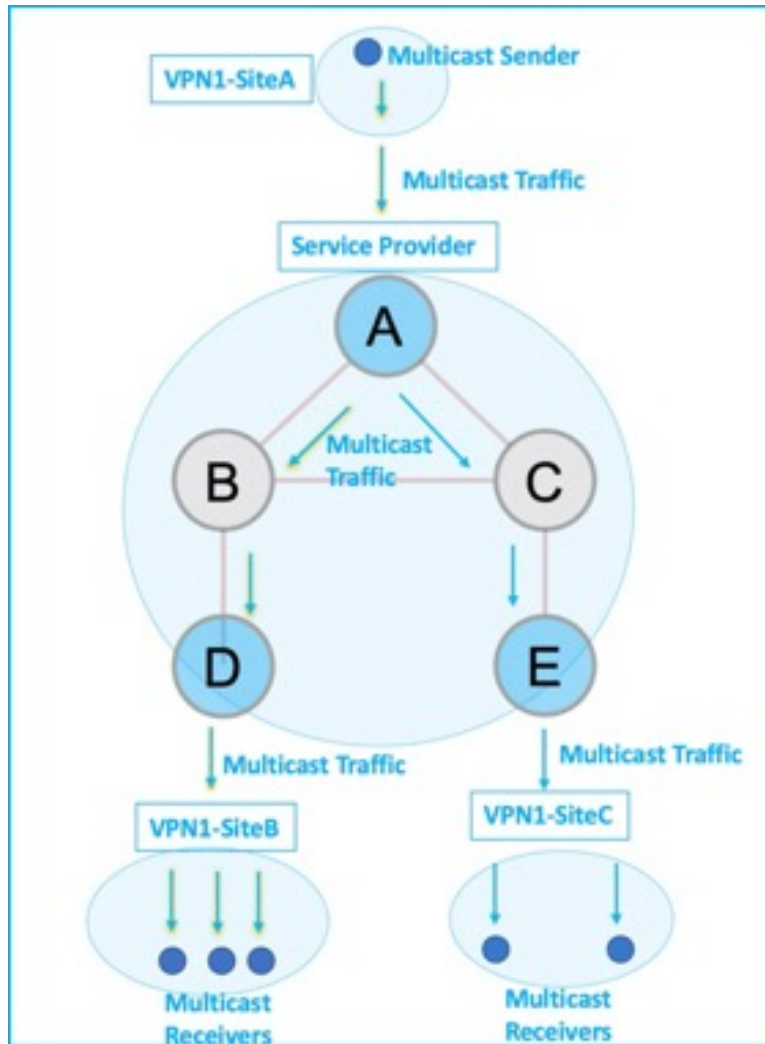 Multicast Sender
VPN1-SiteA
Multicast Traffic
Service Provider
A
Multicast
Traffic
B
C
D
E
Multicast Traffic
Multicast Traffic
VPN1-SiteB
VPN1-SiteC
Multicast
Receivers
Multicast
Receivers